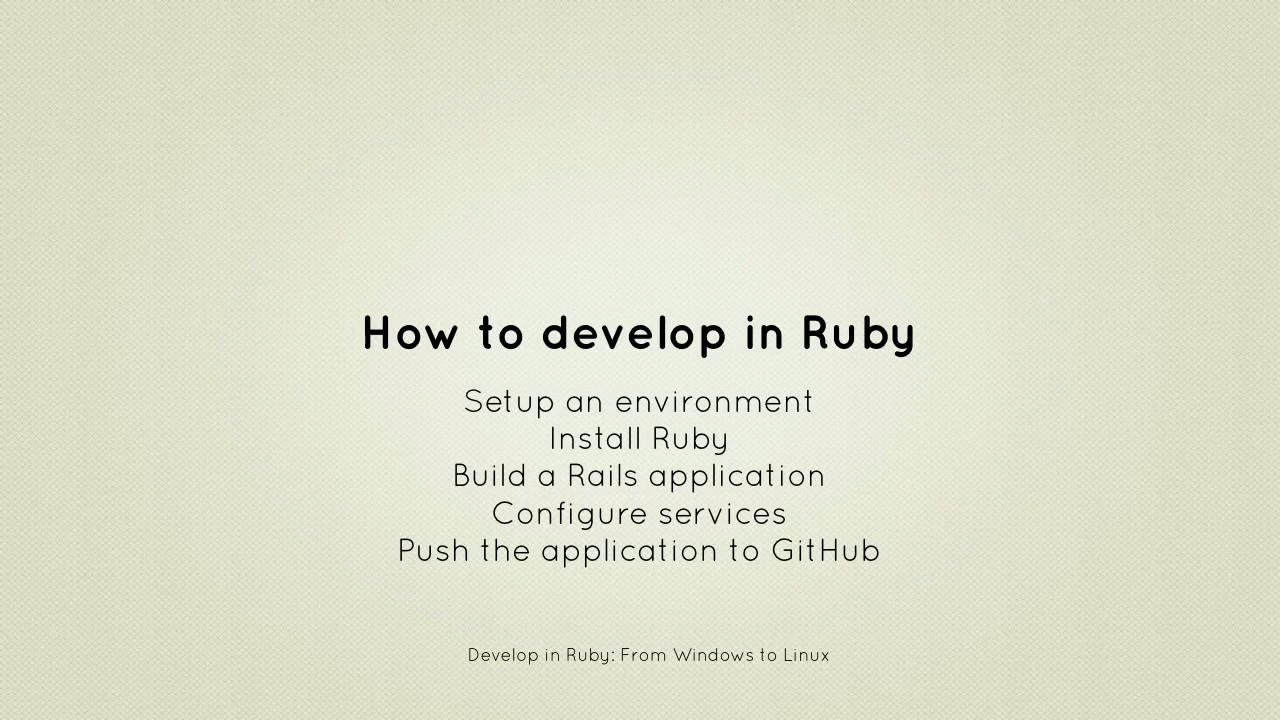 How to develop in Ruby
Setup an environment
Install Ruby
Build a Rails application
Configure services
Push the application to GitHub
Develop in Ruby: From Windows to Linux